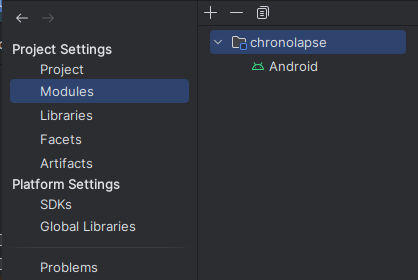 Project Settings
Project
Modules
Libraries
Facets
Artifacts
Platform Settings
SDKs
Global Libraries
Problems
chronolapse
Android